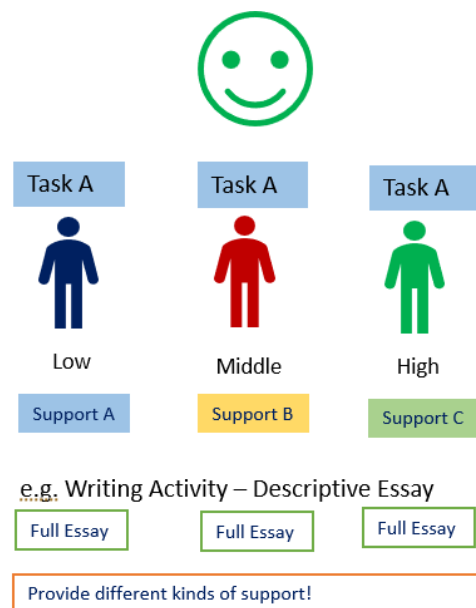 Task A Task A Task A
Low Middle High
Support A Support B Support C
e.g. Writing Activity – Descriptive Essay
Full Essay Full Essay Full Essay
Provide different kinds of support!